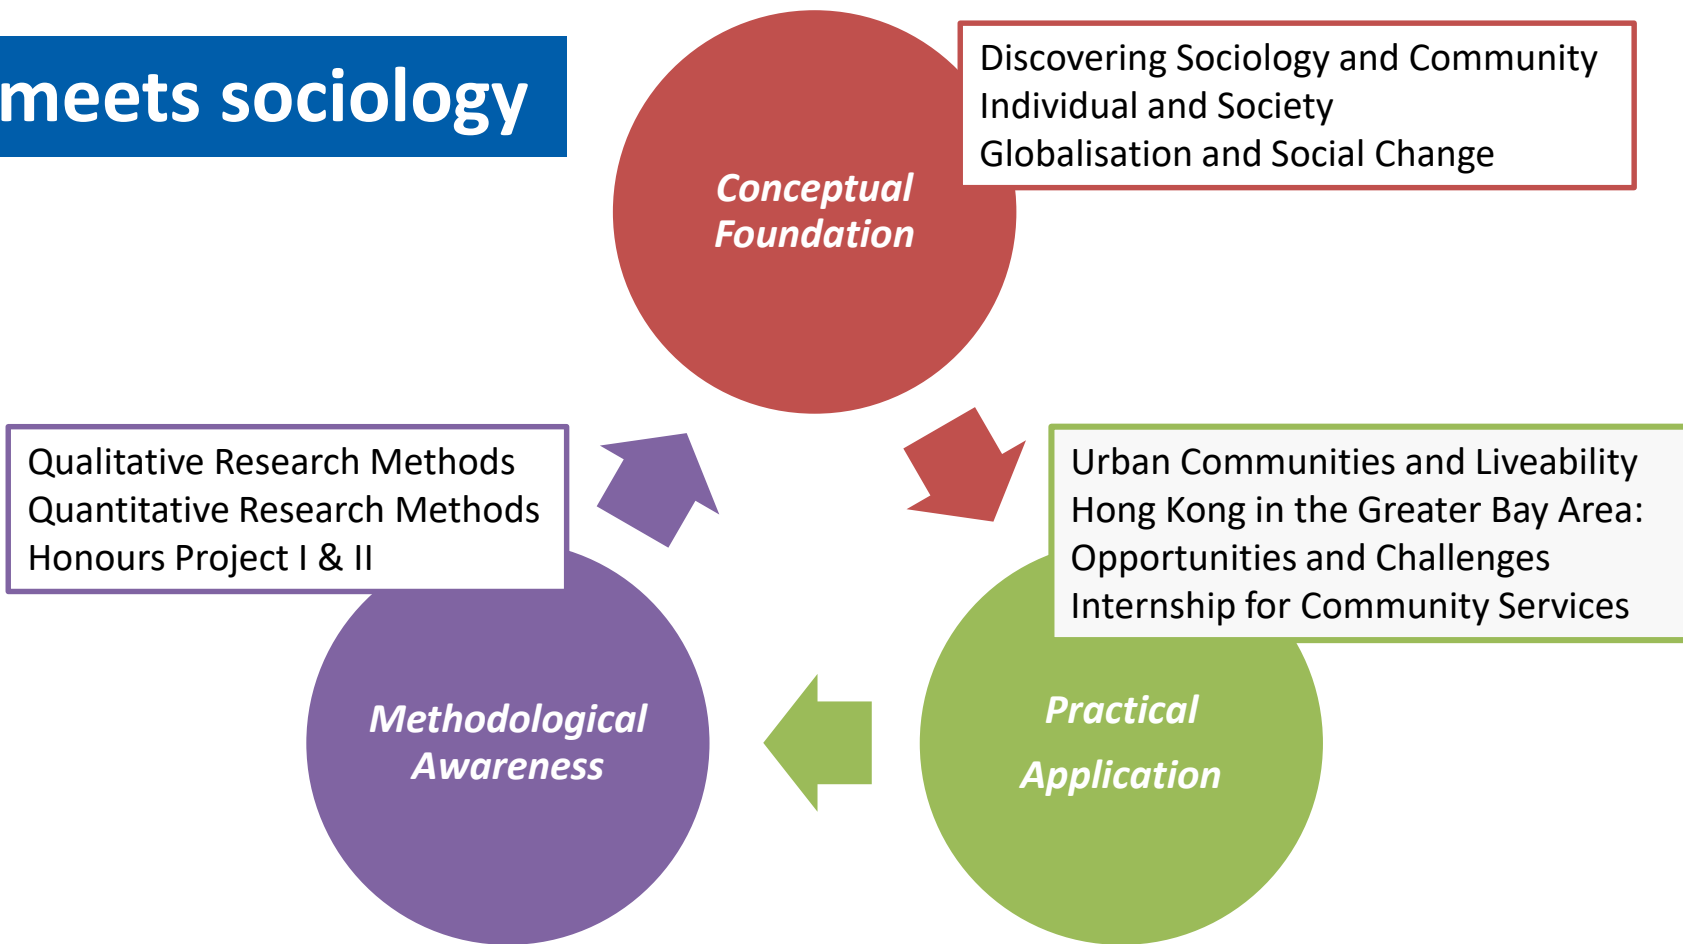 meets sociology
Conceptual
Foundation
Discovering Sociology and Community
Individual and Society
Globalisation and Social Change
Urban Communities and Liveability
Hong Kong in the Greater Bay Area:
Opportunities and Challenges
Internship for Community Services
Practical
Application
Qualitative Research Methods
Quantitative Research Methods
Honours Project I & II
Methodological
Awareness